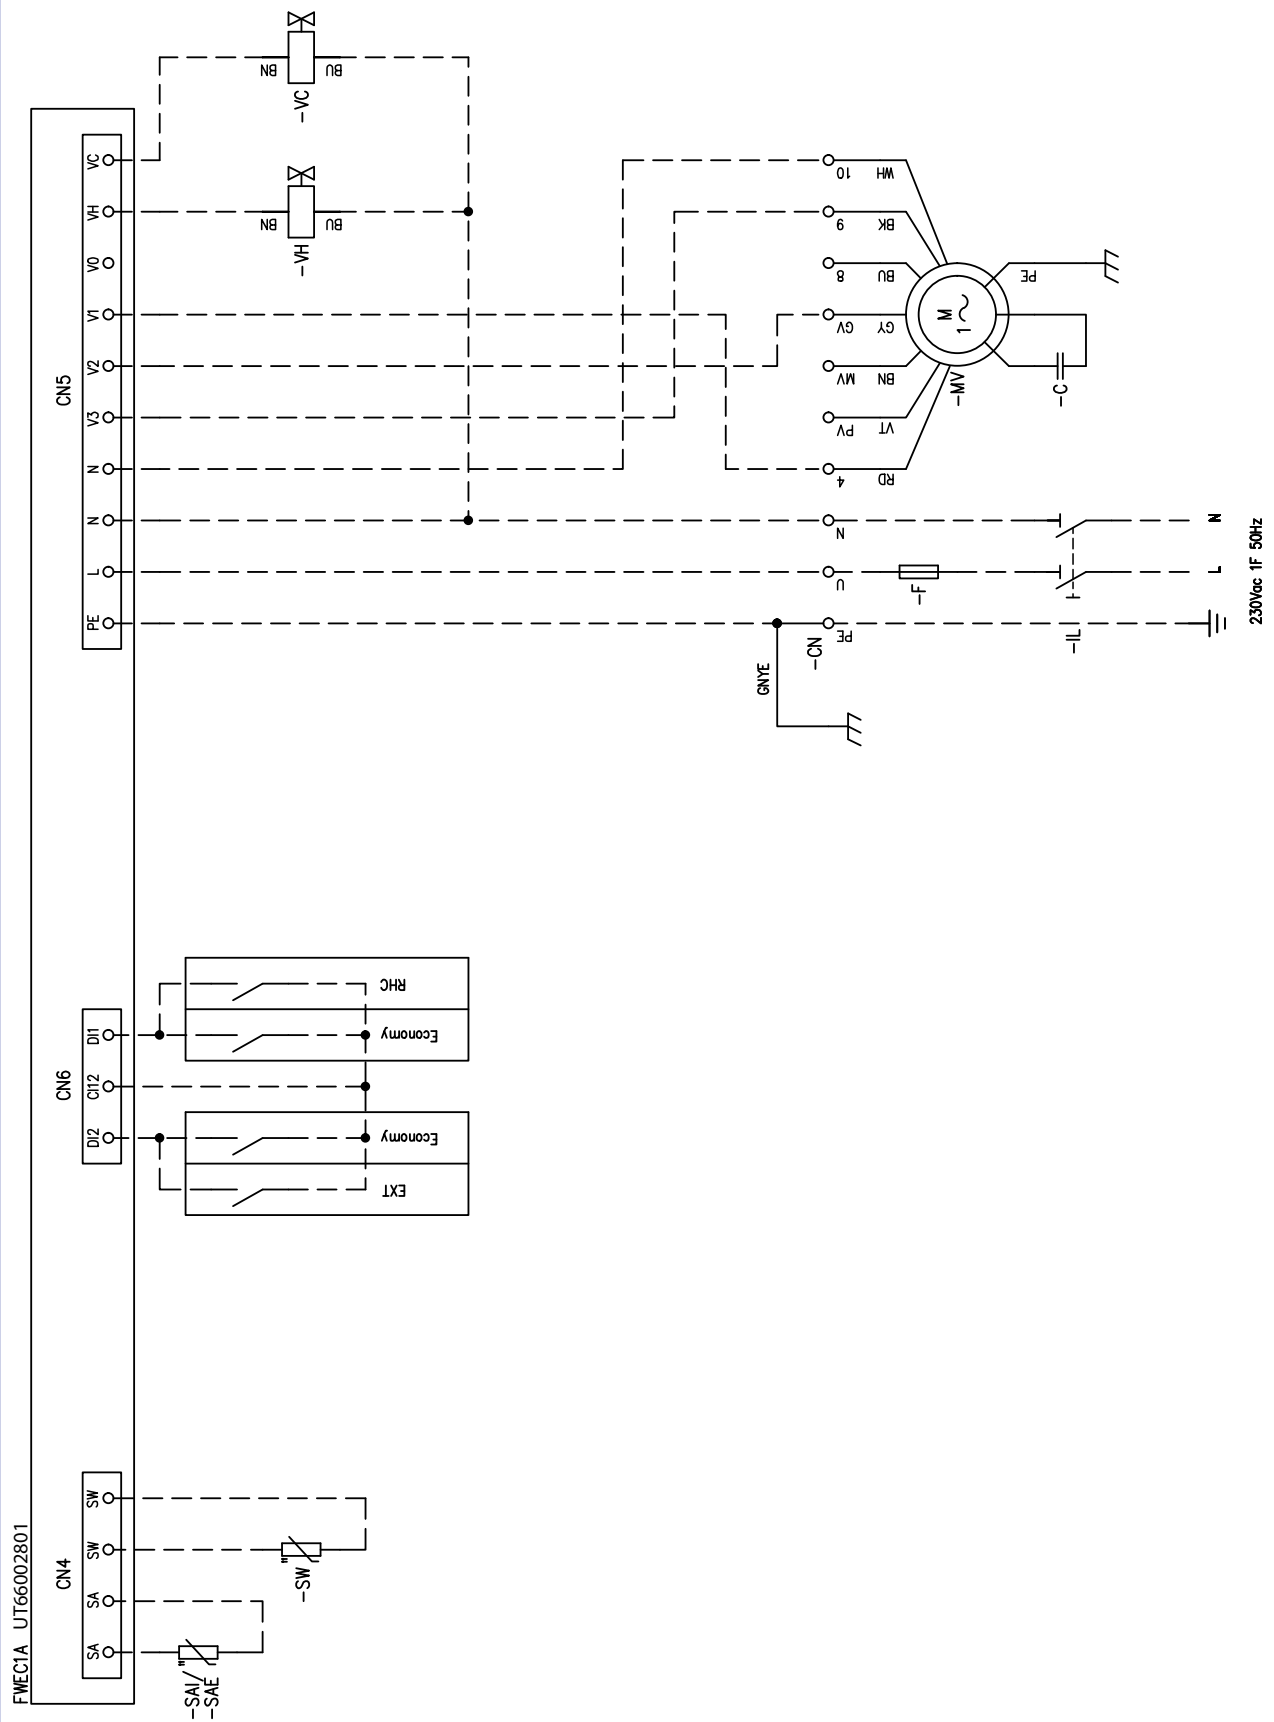 FWEC1A UT66002801
CN4
CN6
CN5
SA
SA
SW
SW
DI2
CI12
DI1
PE
L
N
N
V3
V2
V1
V0
VH
VC
-SAI/
-SAE
-SW
BN
BN
-VH
-VC
BU
BU
EXT
Economy
Economy
RHC
GNYE
-CN
PE
U
N
4
PV
MV
GV
8
9
10
RD
VT
BN
GY
BU
BK
WH
-F
M
1
-MV
PE
-C
-IL
L
N
230Vac 1F 50Hz